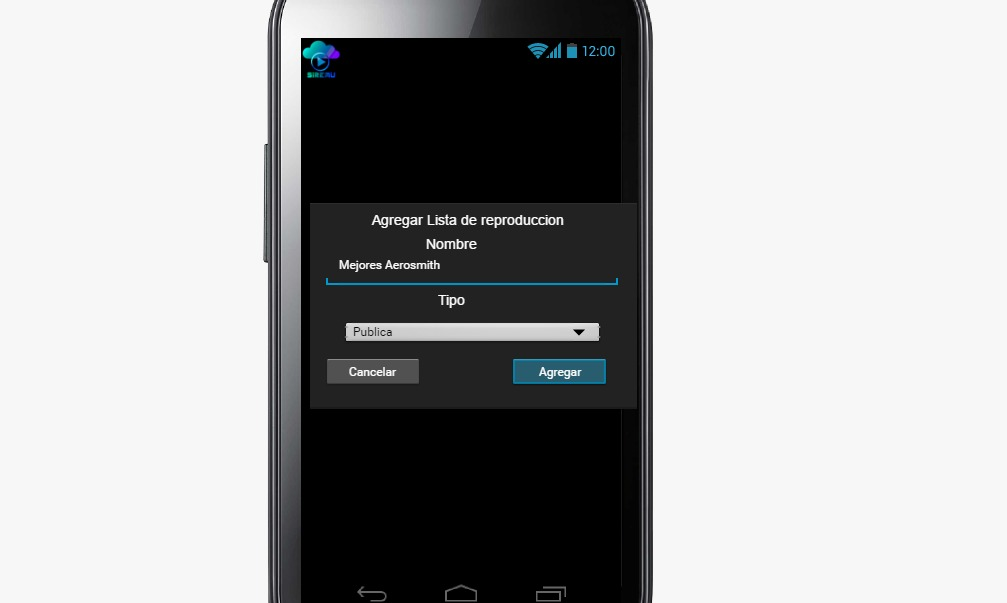 12:00
Agregar Lista de reproduccion
Nombre
Mejores Aerosmith
Tipo
Publica
Cancelar
Agregar